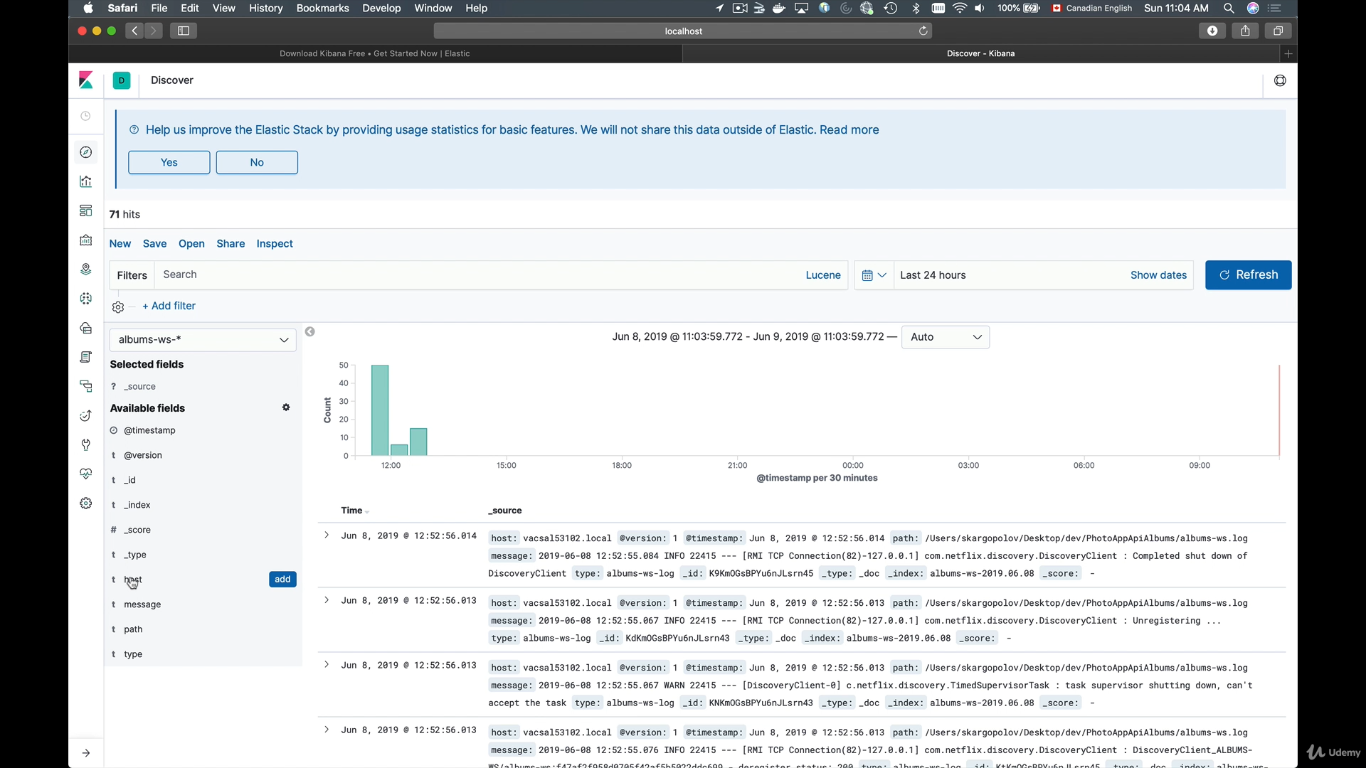 Safari File Edit View History Bookmarks Develop Window Help 100% Canadian English Sun 11:04 AM
localhost
Download Kibana Free • Get Started Now | Elastic
Discover - Kibana
D Discover
Help us improve the Elastic Stack by providing usage statistics for basic features. We will not share this data outside of Elastic. Read more
Yes No
71 hits
New Save Open Share Inspect
Filters Search Lucene Last 24 hours Show dates Refresh
+ Add filter
albums-ws-*
Jun 8, 2019 @ 11:03:59.772 - Jun 9, 2019 @ 11:03:59.772 — Auto
Selected fields
? _source
Available fields
@timestamp
t @version
t _id
t _index
# _score
t _type
t host add
t message
t path
t type
Count
50
40
30
20
10
0
12:00 15:00 18:00 21:00 00:00 03:00 06:00 09:00
@timestamp per 30 minutes
Time _source
Jun 8, 2019 @ 12:52:56.014 host: vacsal53102.local @version: 1 @timestamp: Jun 8, 2019 @ 12:52:56.014 path: /Users/skargopolov/Desktop/dev/PhotoAppApiAlbums/albums-ws.log
message: 2019-06-08 12:52:55.084 INFO 22415 --- [RMI TCP Connection(82)-127.0.0.1] com.netflix.discovery.DiscoveryClient : Completed shut down of
DiscoveryClient type: albums-ws-log _id: K9KmOGsBPYu6nJLsrn45 _type: _doc _index: albums-ws-2019.06.08 _score: -
Jun 8, 2019 @ 12:52:56.013 host: vacsal53102.local @version: 1 @timestamp: Jun 8, 2019 @ 12:52:56.013 path: /Users/skargopolov/Desktop/dev/PhotoAppApiAlbums/albums-ws.log
message: 2019-06-08 12:52:55.067 INFO 22415 --- [RMI TCP Connection(82)-127.0.0.1] com.netflix.discovery.DiscoveryClient : Unregistering ...
type: albums-ws-log _id: KdKmOGsBPYu6nJLsrn43 _type: _doc _index: albums-ws-2019.06.08 _score: -
Jun 8, 2019 @ 12:52:56.013 host: vacsal53102.local @version: 1 @timestamp: Jun 8, 2019 @ 12:52:56.013 path: /Users/skargopolov/Desktop/dev/PhotoAppApiAlbums/albums-ws.log
message: 2019-06-08 12:52:55.067 WARN 22415 --- [DiscoveryClient-0] c.netflix.discovery.TimedSupervisorTask : task supervisor shutting down, can't
accept the task type: albums-ws-log _id: KNKmOGsBPYu6nJLsrn43 _type: _doc _index: albums-ws-2019.06.08 _score: -
Jun 8, 2019 @ 12:52:56.013 host: vacsal53102.local @version: 1 @timestamp: Jun 8, 2019 @ 12:52:56.013 path: /Users/skargopolov/Desktop/dev/PhotoAppApiAlbums/albums-ws.log
message: 2019-06-08 12:52:55.076 INFO 22415 --- [RMI TCP Connection(82)-127.0.0.1] com.netflix.discovery.DiscoveryClient : DiscoveryClient_ALBUMS-
Udemy